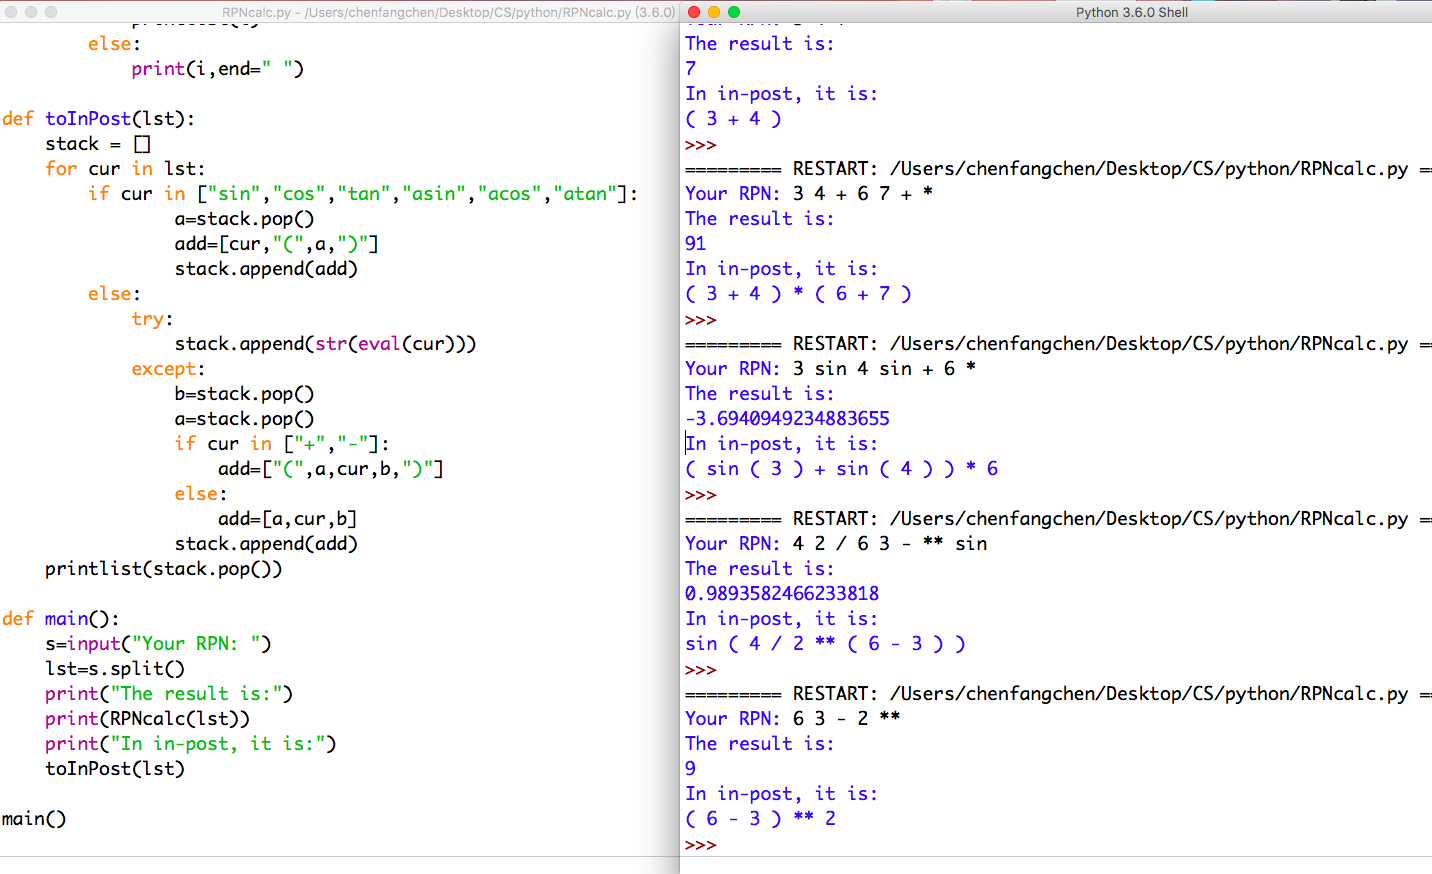 RPNcalc.py - /Users/chenfangchen/Desktop/CS/python/RPNcalc.py (3.6.0)
    else:
        print(i,end=" ")
def toInPost(lst):
    stack = []
    for cur in lst:
        if cur in ["sin","cos","tan","asin","acos","atan"]:
                a=stack.pop()
                add=[cur,"(",a,")"]
                stack.append(add)
        else:
            try:
                stack.append(str(eval(cur)))
            except:
                b=stack.pop()
                a=stack.pop()
                if cur in ["+","-"]:
                    add=["(",a,cur,b,")"]
                else:
                    add=[a,cur,b]
                stack.append(add)
    printlist(stack.pop())
def main():
    s=input("Your RPN: ")
    lst=s.split()
    print("The result is:")
    print(RPNcalc(lst))
    print("In in-post, it is:")
    toInPost(lst)
main()
Python 3.6.0 Shell
The result is:
7
In in-post, it is:
( 3 + 4 )
>>>
========= RESTART: /Users/chenfangchen/Desktop/CS/python/RPNcalc.py ==
Your RPN: 3 4 + 6 7 + *
The result is:
91
In in-post, it is:
( 3 + 4 ) * ( 6 + 7 )
>>>
========= RESTART: /Users/chenfangchen/Desktop/CS/python/RPNcalc.py ==
Your RPN: 3 sin 4 sin + 6 *
The result is:
-3.6940949234883655
In in-post, it is:
( sin ( 3 ) + sin ( 4 ) ) * 6
>>>
========= RESTART: /Users/chenfangchen/Desktop/CS/python/RPNcalc.py ==
Your RPN: 4 2 / 6 3 - ** sin
The result is:
0.9893582466233818
In in-post, it is:
sin ( 4 / 2 ** ( 6 - 3 ) )
>>>
========= RESTART: /Users/chenfangchen/Desktop/CS/python/RPNcalc.py ==
Your RPN: 6 3 - 2 **
The result is:
9
In in-post, it is:
( 6 - 3 ) ** 2
>>>